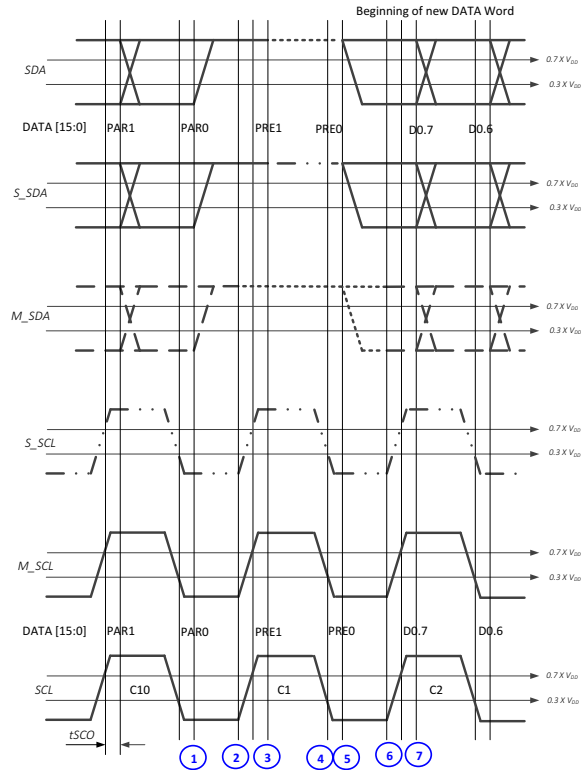 Beginning of new DATA Word
0.7 X VDD
SDA
0.3 X VDD
DATA [15:0] PAR1 PAR0 PRE1 PRE0 D0.7 D0.6
0.7 X VDD
S_SDA
0.3 X VDD
0.7 X VDD
M_SDA
0.3 X VDD
0.7 X VDD
S_SCL
0.3 X VDD
0.7 X VDD
M_SCL
0.3 X VDD
DATA [15:0] PAR1 PAR0 PRE1 PRE0 D0.7 D0.6
0.7 X VDD
SCL C10 C1 C2
0.3 X VDD
tSCO
1 2 3 4 5 6 7